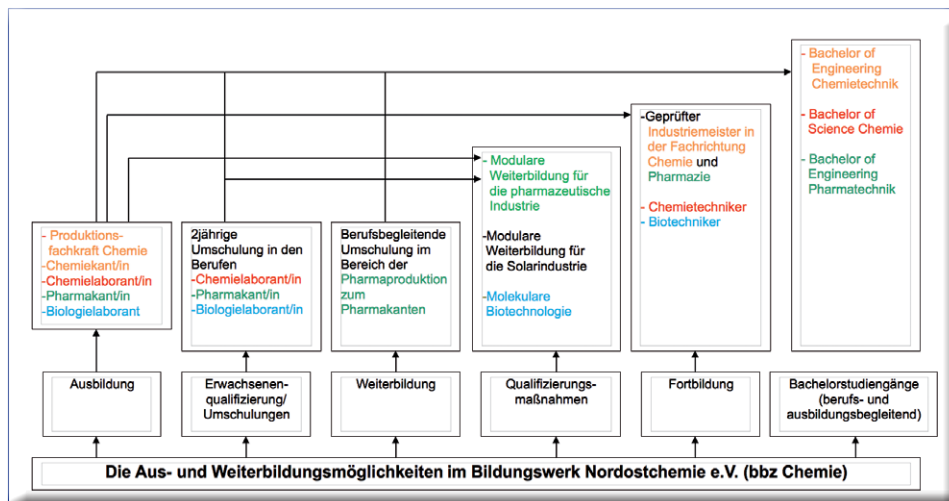 - Bachelor of
Engineering
Chemietechnik
- Bachelor of
Science Chemie
- Bachelor of
Engineering
Pharmatechnik
-Geprüfter
Industriemeister in
der Fachrichtung
Chemie und
Pharmazie
- Chemietechniker
- Biotechniker
- Modulare
Weiterbildung für
die pharmazeutische
Industrie
-Modulare
Weiterbildung für
die Solarindustrie
-Molekulare
Biotechnologie
- Produktions-
fachkraft Chemie
-Chemiekant/in
-Chemielaborant/in
-Pharmakant/in
-Biologielaborant
2jährige
Umschulung in den
Berufen
-Chemielaborant/in
-Pharmakant/in
-Biologielaborant/in
Berufsbegleitende
Umschulung im
Bereich der
Pharmaproduktion
zum
Pharmakanten
Ausbildung
Erwachsenen-
qualifizierung/
Umschulungen
Weiterbildung
Qualifizierungs-
maßnahmen
Fortbildung
Bachelorstudiengänge
(berufs- und
ausbildungsbegleitend)
Die Aus- und Weiterbildungsmöglichkeiten im Bildungswerk Nordostchemie e.V. (bbz Chemie)